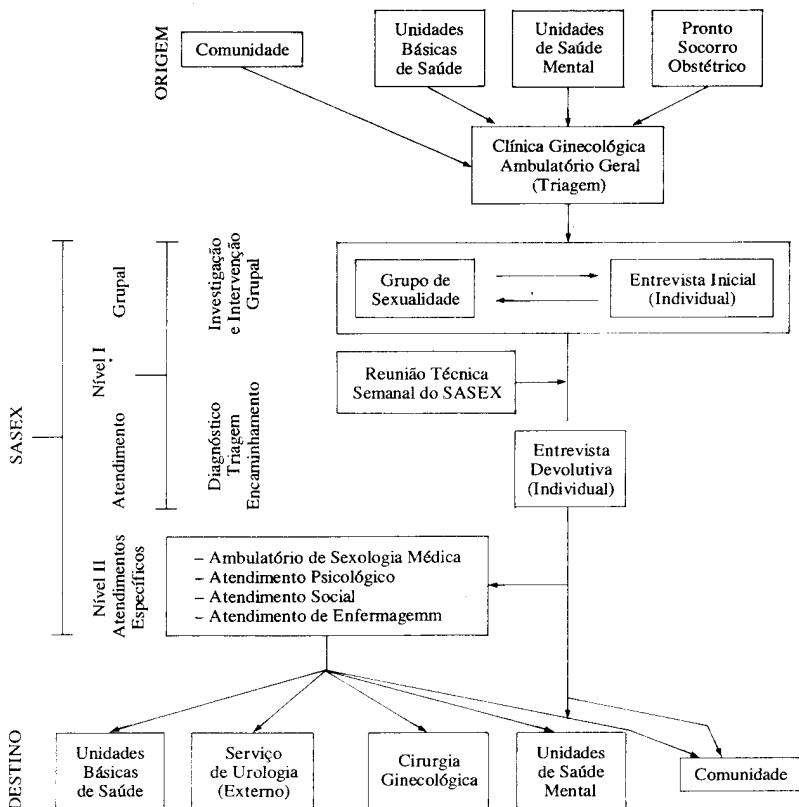 ORIGEM
Comunidade
Unidades
Básicas
de Saúde
Unidades
de Saúde
Mental
Pronto
Socorro
Obstétrico
Clínica Ginecológica
Ambulatório Geral
(Triagem)
SASEX
Nível I
Atendimento Grupal
Investigação
e Intervenção
Grupal
Grupo de
Sexualidade
Entrevista Inicial
(Individual)
Reunião Técnica
Semanal do SASEX
Diagnóstico
Triagem
Encaminhamento
Entrevista
Devolutiva
(Individual)
Nível II
Atendimentos
Específicos
– Ambulatório de Sexologia Médica
– Atendimento Psicológico
– Atendimento Social
– Atendimento de Enfermagemm
DESTINO
Unidades
Básicas
de Saúde
Serviço
de Urologia
(Externo)
Cirurgia
Ginecológica
Unidades
de Saúde
Mental
Comunidade